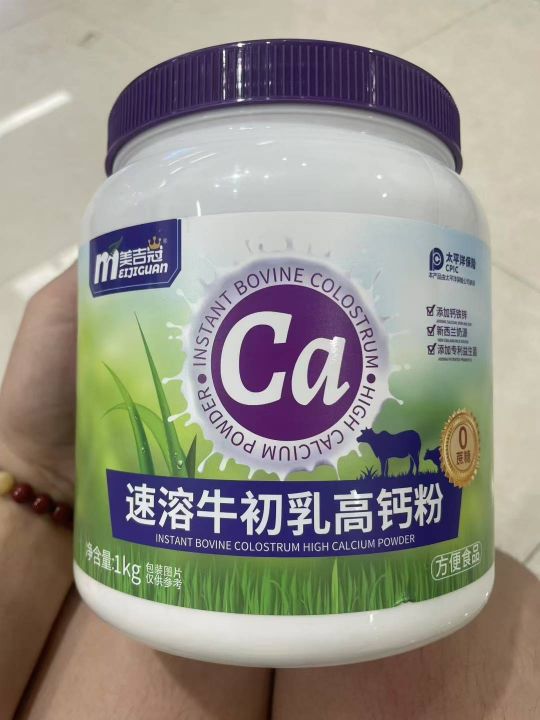 美吉冠
MEIJIGUAN
太平洋保险
CPIC
INSTANT BOVINE COLOSTRUM
HIGH CALCIUM POWDER
Ca
添加钙铁锌
新西兰奶源
添加专利益生菌
0
蔗糖
速溶牛初乳高钙粉
INSTANT BOVINE COLOSTRUM HIGH CALCIUM POWDER
净含量:1kg
包装图片
仅供参考
方便食品